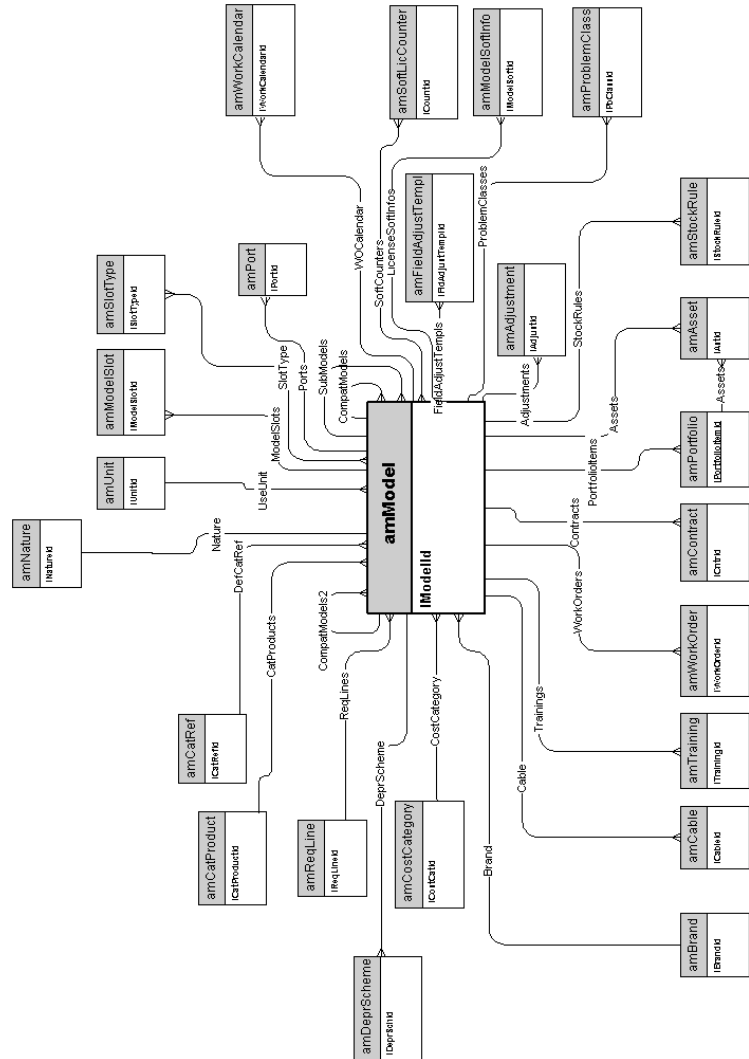 amWorkCalendar
lWorkCalendarId
amSoftLicCounter
lCountId
amModelSoftInfo
lModelSoftId
amProblemClass
lPbClassId
amSlotType
lSlotTypeId
amPort
lPortId
amFieldAdjustTempl
lFldAdjustTemplId
amAdjustment
lAdjustId
amStockRule
lStockRuleId
amModelSlot
lModelSlotId
amUnit
lUnitId
amNature
lNatureId
amAsset
lAstId
amPortfolio
lPortfolioItemId
amContract
lCntrId
amWorkOrder
lWorkOrderId
amTraining
lTrainingId
amCable
lCableId
amBrand
lBrandId
amCatRef
lCatRefId
amCatProduct
lCatProductId
amReqLine
lReqLineId
amCostCategory
lCostCatId
amDeprScheme
lDeprSchId
amModel
lModelId
WOCalendar
SoftCounters
LicenseSoftInfos
ProblemClasses
FieldAdjustTempls
Adjustments
StockRules
Assets
Assets
PortfolioItems
Contracts
WorkOrders
Trainings
Cable
Brand
CostCategory
DeprScheme
ReqLines
CompatModels2
CatProducts
DefCatRef
Nature
UseUnit
ModelSlots
SlotType
Ports
SubModels
CompatModels